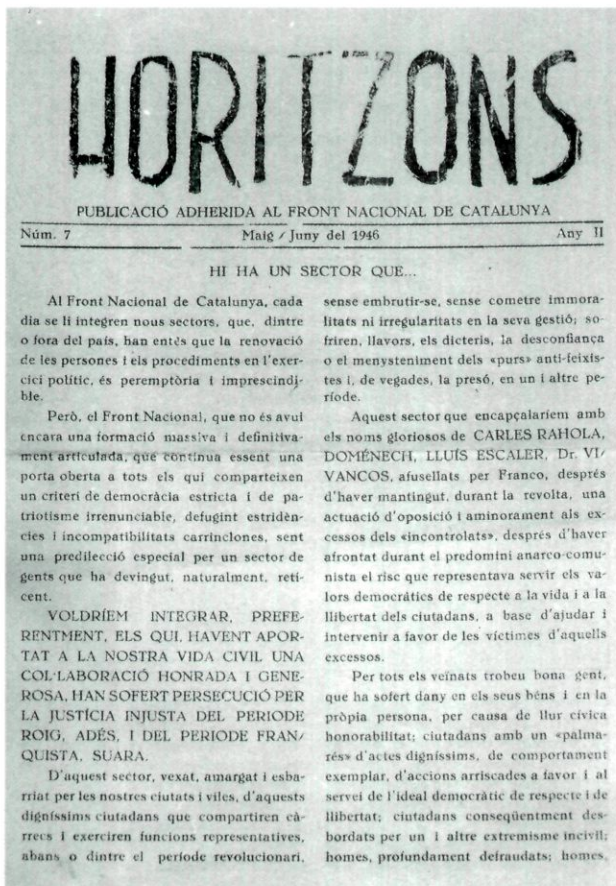 HORITZONS
PUBLICACIÓ ADHERIDA AL FRONT NACIONAL DE CATALUNYA
Núm. 7 Maig / Juny del 1946 Any II
HI HA UN SECTOR QUE...
Al Front Nacional de Catalunya, cada
dia se li integren nous sectors, que, dintre
o fora del país, han entès que la renovació
de les persones i els procediments en l'exer-
cici polític, és peremptòria i imprescindi-
ble.
Però, el Front Nacional, que no és avui
encara una formació massiva i definitiva-
ment articulada, que continua essent una
porta oberta a tots els qui comparteixen
un criteri de democràcia estricta i de pa-
triotisme irrenunciable, defugint estridèn-
cies i incompatibilitats carrinclones, sent
una predilecció especial per un sector de
gents que ha devingut, naturalment, reti-
cent.
VOLDRÍEM INTEGRAR, PREFE-
RENTMENT, ELS QUI, HAVENT APOR-
TAT A LA NOSTRA VIDA CIVIL UNA
COL·LABORACIÓ HONRADA I GENE-
ROSA, HAN SOFERT PERSECUCIÓ PER
LA JUSTÍCIA INJUSTA DEL PERIODE
ROIG, ADÉS, I DEL PERIODE FRAN/
QUISTA, SUARA.
D'aquest sector, vexat, amargat i esba-
rriat per les nostres ciutats i viles, d'aquests
digníssims ciutadans que compartiren cà-
rrecs i exerciren funcions representatives,
abans o dintre el període revolucionari,
sense embrutir-se, sense cometre immora-
litats ni irregularitats en la seva gestió; so-
friren, llavors, els dicteris, la desconfiança
o el menysteniment dels «purs» anti-feixis-
tes i, de vegades, la presó, en un i altre pe-
ríode.
Aquest sector que encapçalaríem amb
els noms gloriosos de CARLES RAHOLA,
DOMÉNECH, LLUÍS ESCALER, Dr. VI/
VANCOS, afusellats per Franco, després
d'haver mantingut, durant la revolta, una
actuació d'oposició i aminorament als ex-
cessos dels «incontrolats», després d'haver
afrontat durant el predomini anarco-comu-
nista el risc que representava servir els va-
lors democràtics de respecte a la vida i a la
llibertat dels ciutadans, a base d'ajudar i
intervenir a favor de les víctimes d'aquells
excessos.
Per tots els veïnats trobeu bona gent,
que ha sofert dany en els seus béns i en la
pròpia persona, per causa de llur cívica
honorabilitat; ciutadans amb un «palma-
rés» d'actes digníssims, de comportament
exemplar, d'accions arriscades a favor i al
servei de l'ideal democràtic de respecte i de
llibertat; ciutadans conseqüentment des-
bordats per un i altre extremisme incivil;
homes, profundament defraudats; homes,